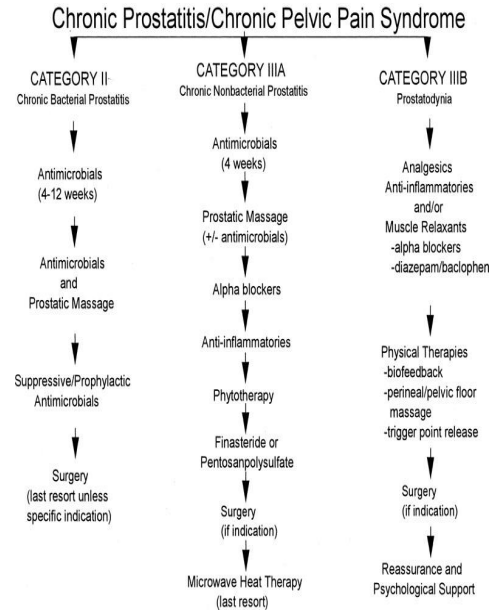 Chronic Prostatitis/Chronic Pelvic Pain Syndrome
CATEGORY II
Chronic Bacterial Prostatitis
Antimicrobials
(4-12 weeks)
Antimicrobials
and
Prostatic Massage
Suppressive/Prophylactic
Antimicrobials
Surgery
(last resort unless
specific indication)
CATEGORY IIIA
Chronic Nonbacterial Prostatitis
Antimicrobials
(4 weeks)
Prostatic Massage
(+/- antimicrobials)
Alpha blockers
Anti-inflammatories
Phytotherapy
Finasteride or
Pentosanpolysulfate
Surgery
(if indication)
Microwave Heat Therapy
(last resort)
CATEGORY IIIB
Prostatodynia
Analgesics
Anti-inflammatories
and/or
Muscle Relaxants
-alpha blockers
-diazepam/baclophen
Physical Therapies
-biofeedback
-perineal/pelvic floor
massage
-trigger point release
Surgery
(if indication)
Reassurance and
Psychological Support